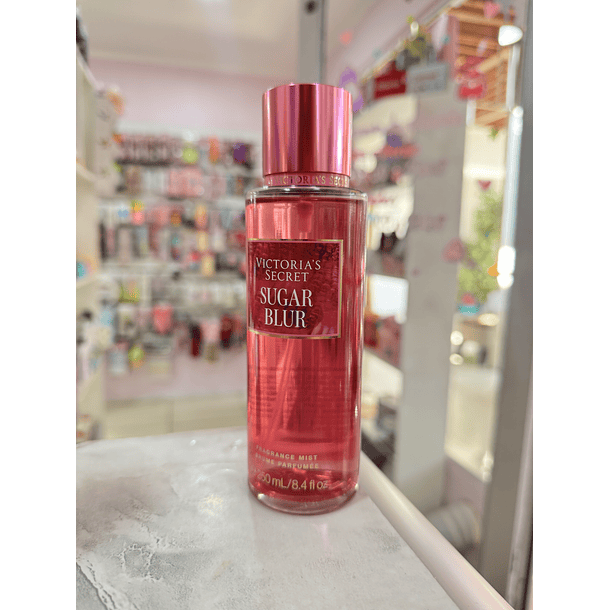 VICTORIA'S SECRET
VICTORIA'S
SECRET
SUGAR
BLUR
FRAGRANCE MIST
BRUME PARFUMÉE
250 mL/8.4 fl oz